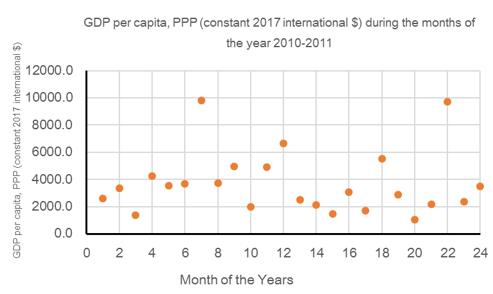 GDP per capita, PPP (constant 2017 international $) during the months of
the year 2010-2011
GDP per capita, PPP (constant 2017 international $)
12000.0
10000.0
8000.0
6000.0
4000.0
2000.0
0.0
0 2 4 6 8 10 12 14 16 18 20 22 24
Month of the Years